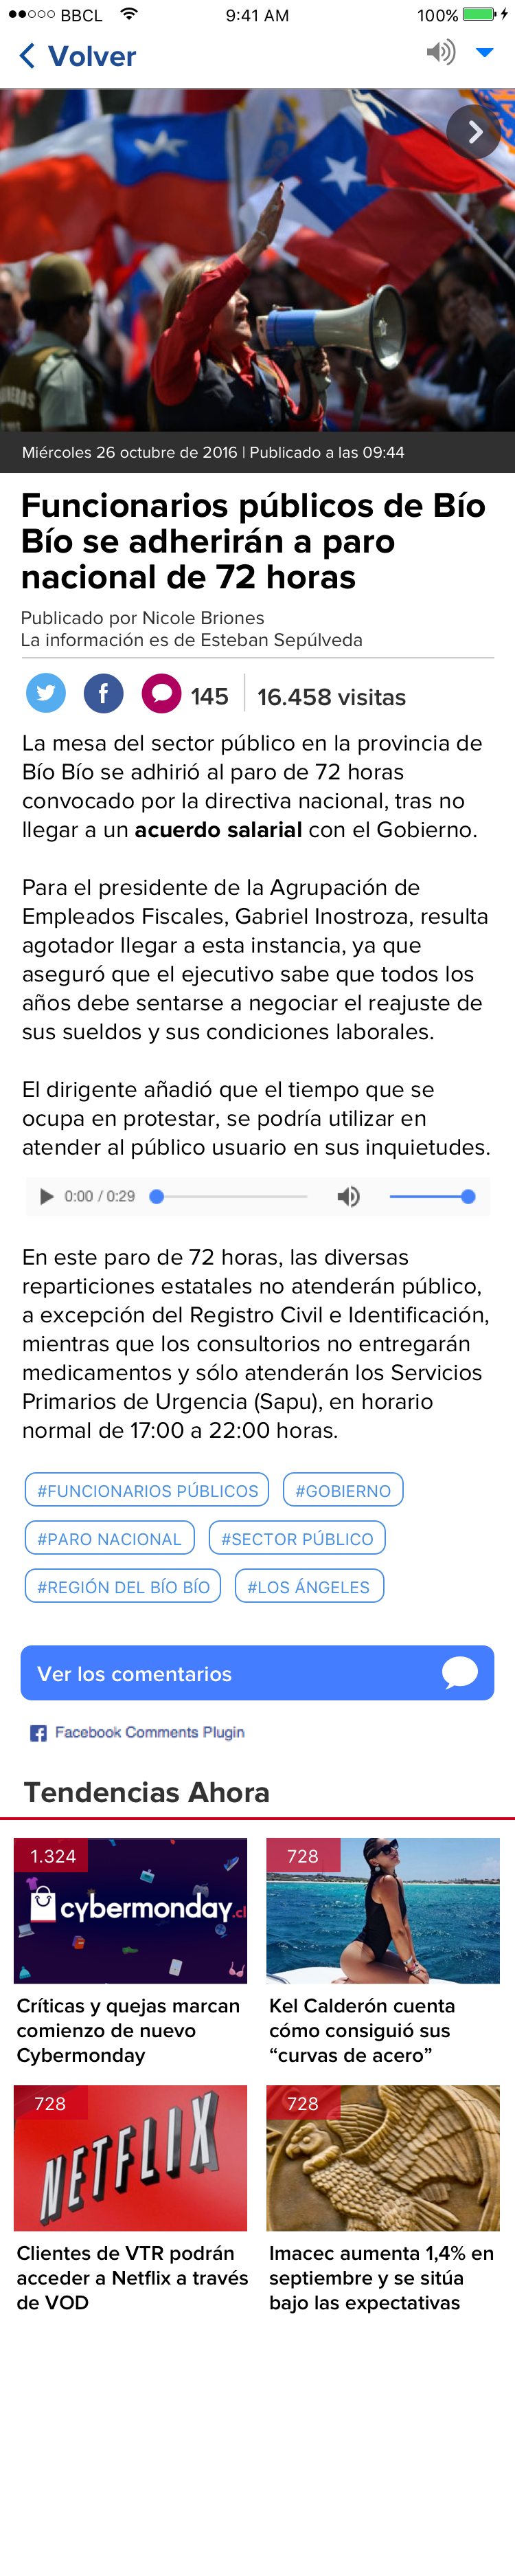 BBCL 9:41 AM 100%
Volver
Miércoles 26 octubre de 2016 | Publicado a las 09:44
Funcionarios públicos de Bío
Bío se adherirán a paro
nacional de 72 horas
Publicado por Nicole Briones
La información es de Esteban Sepúlveda
145 16.458 visitas
La mesa del sector público en la provincia de
Bío Bío se adhirió al paro de 72 horas
convocado por la directiva nacional, tras no
llegar a un acuerdo salarial con el Gobierno.
Para el presidente de la Agrupación de
Empleados Fiscales, Gabriel Inostroza, resulta
agotador llegar a esta instancia, ya que
aseguró que el ejecutivo sabe que todos los
años debe sentarse a negociar el reajuste de
sus sueldos y sus condiciones laborales.
El dirigente añadió que el tiempo que se
ocupa en protestar, se podría utilizar en
atender al público usuario en sus inquietudes.
0:00 / 0:29
En este paro de 72 horas, las diversas
reparticiones estatales no atenderán público,
a excepción del Registro Civil e Identificación,
mientras que los consultorios no entregarán
medicamentos y sólo atenderán los Servicios
Primarios de Urgencia (Sapu), en horario
normal de 17:00 a 22:00 horas.
#FUNCIONARIOS PÚBLICOS #GOBIERNO
#PARO NACIONAL #SECTOR PÚBLICO
#REGIÓN DEL BÍO BÍO #LOS ÁNGELES
Ver los comentarios
Facebook Comments Plugin
Tendencias Ahora
1.324
cybermonday.cl
Críticas y quejas marcan
comienzo de nuevo
Cybermonday
728
Kel Calderón cuenta
cómo consiguió sus
“curvas de acero”
728
NETFLIX
Clientes de VTR podrán
acceder a Netflix a través
de VOD
728
Imacec aumenta 1,4% en
septiembre y se sitúa
bajo las expectativas